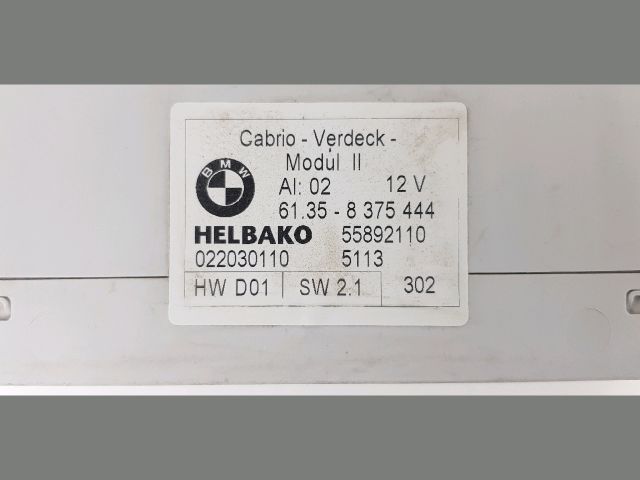 Cabrio - Verdeck -
Modul II
BMW
AI: 02 12 V
61.35 - 8 375 444
HELBAKO 55892110
022030110 5113
HW D01 SW 2.1 302